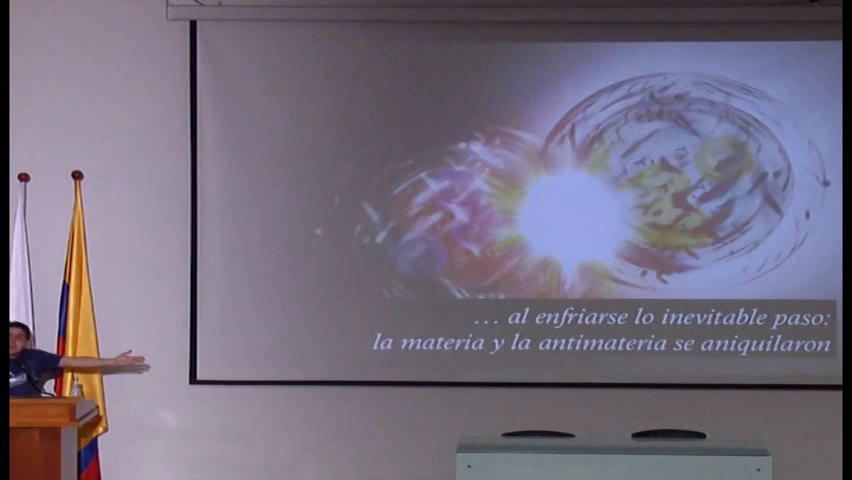 ... al enfriarse lo inevitable paso:
la materia y la antimateria se aniquilaron